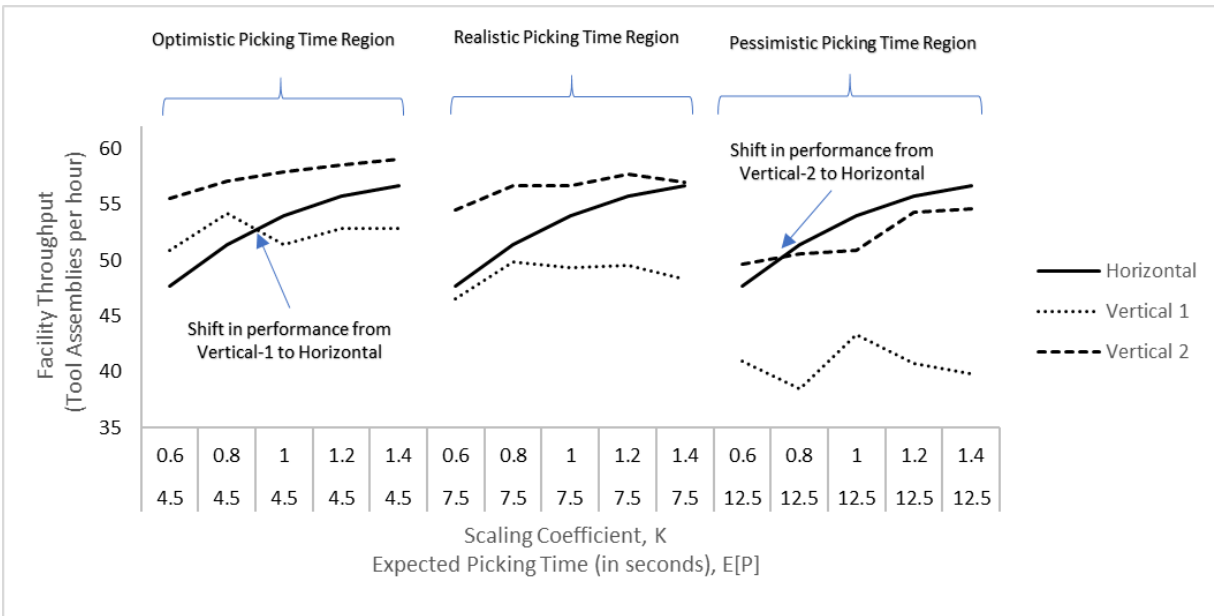 Optimistic Picking Time Region
Realistic Picking Time Region
Pessimistic Picking Time Region
Facility Throughput
(Tool Assemblies per hour)
60
55
50
45
40
35
Shift in performance from
Vertical-1 to Horizontal
Shift in performance from
Vertical-2 to Horizontal
Horizontal
Vertical 1
Vertical 2
0.6 0.8 1 1.2 1.4 0.6 0.8 1 1.2 1.4 0.6 0.8 1 1.2 1.4
4.5 4.5 4.5 4.5 4.5 7.5 7.5 7.5 7.5 7.5 12.5 12.5 12.5 12.5 12.5
Scaling Coefficient, K
Expected Picking Time (in seconds), E[P]